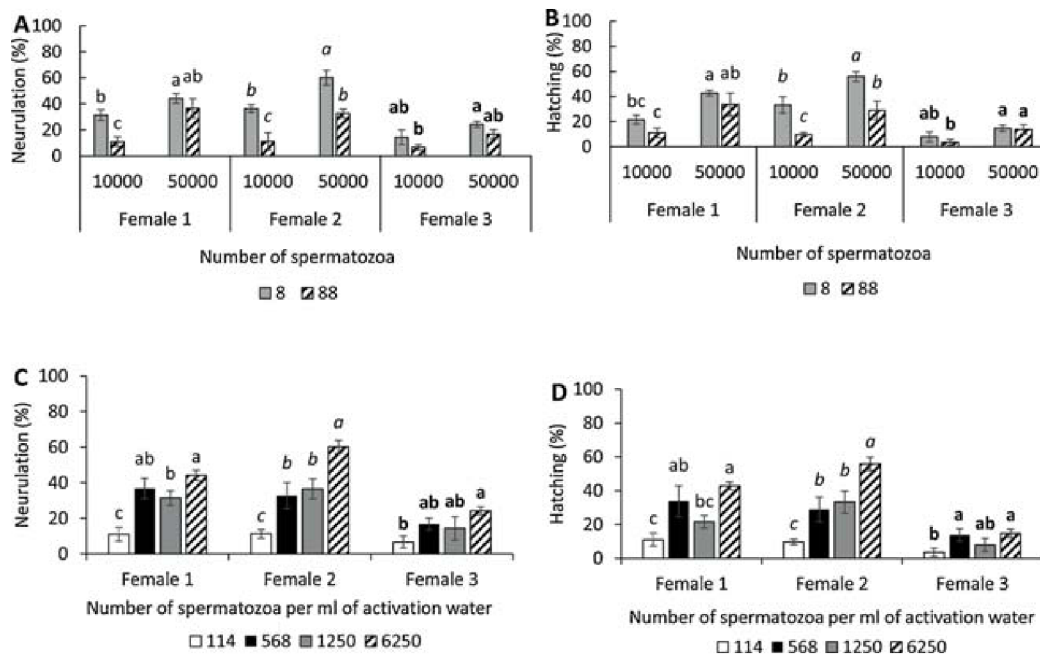 A
Neurulation (%)
100
80
60
40
20
0
b
c
a
ab
b
c
a
b
ab
b
a
ab
10000 50000 10000 50000 10000 50000
Female 1 Female 2 Female 3
Number of spermatozoa
8 88
B
Hatching (%)
100
80
60
40
20
0
bc
c
a
ab
b
c
a
b
ab
b
a
a
10000 50000 10000 50000 10000 50000
Female 1 Female 2 Female 3
Number of spermatozoa
8 88
C
Neurulation (%)
100
80
60
40
20
0
c
ab
b
a
c
b
b
a
b
ab
ab
a
Female 1 Female 2 Female 3
Number of spermatozoa per ml of activation water
114 568 1250 6250
D
Hatching (%)
100
80
60
40
20
0
c
ab
bc
a
c
b
b
a
b
a
ab
a
Female 1 Female 2 Female 3
Number of spermatozoa per ml of activation water
114 568 1250 6250